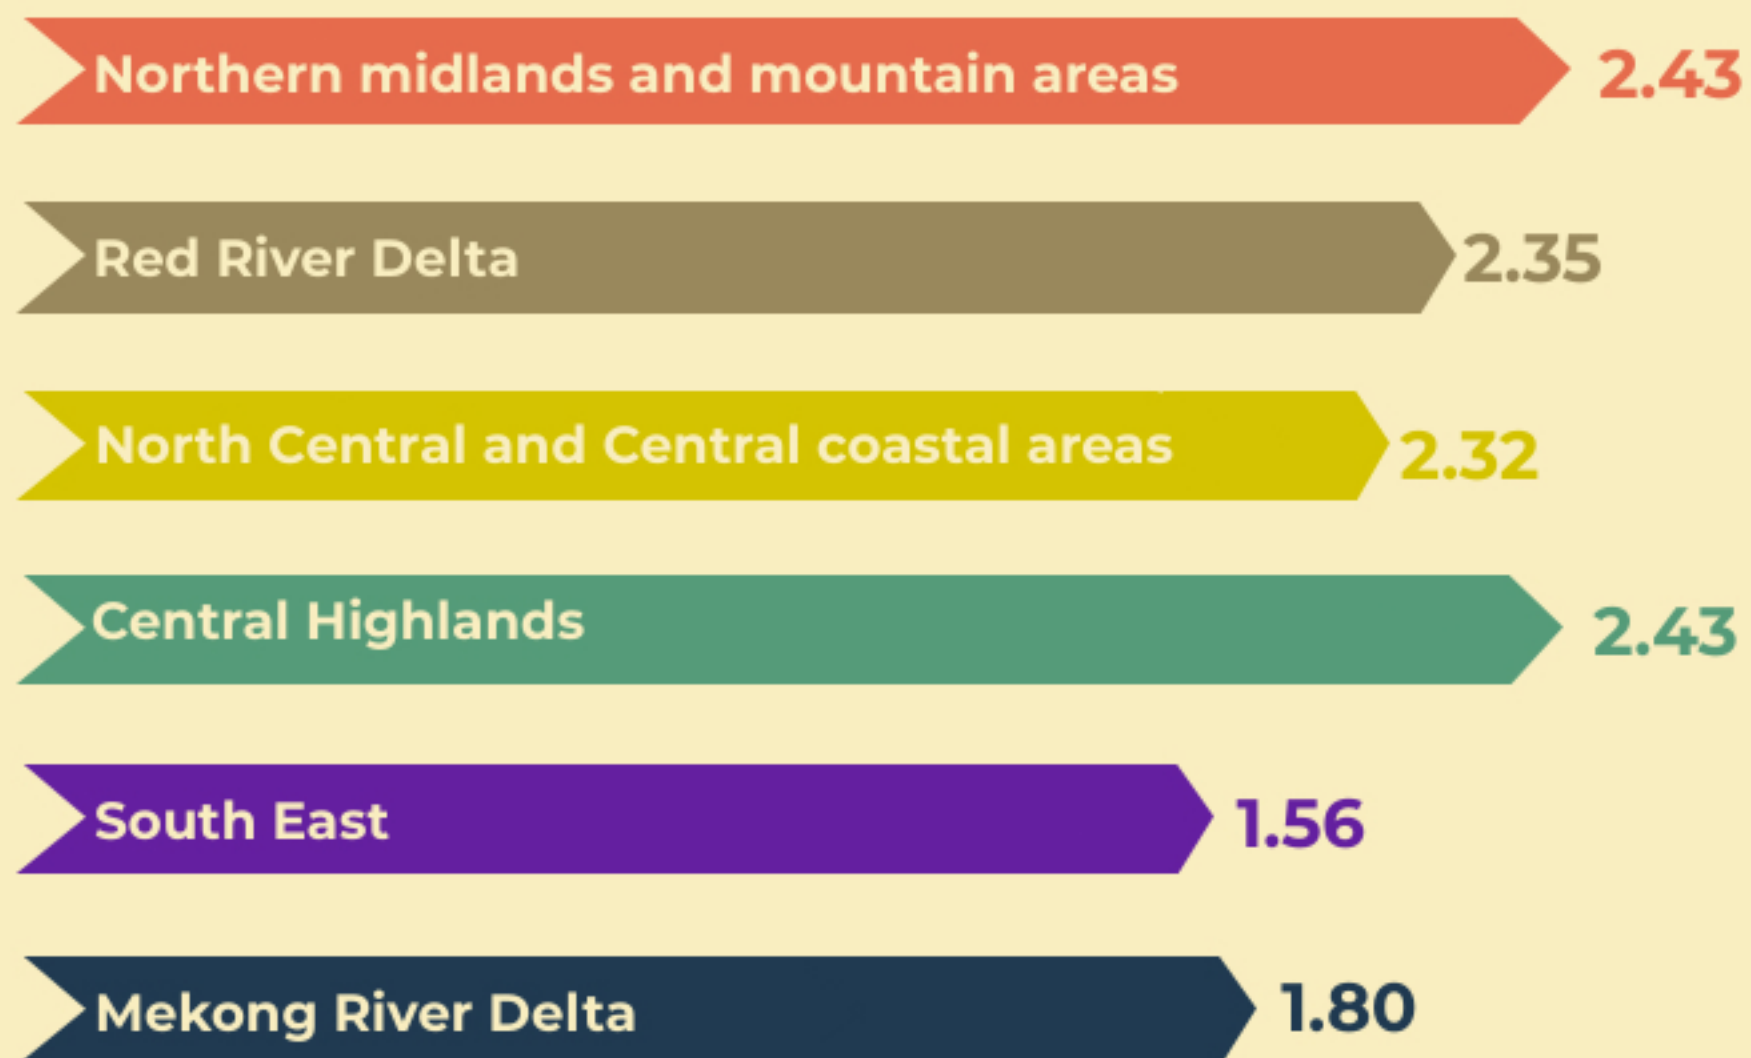 Northern midlands and mountain areas 2.43
Red River Delta 2.35
North Central and Central coastal areas 2.32
Central Highlands 2.43
South East 1.56
Mekong River Delta 1.80